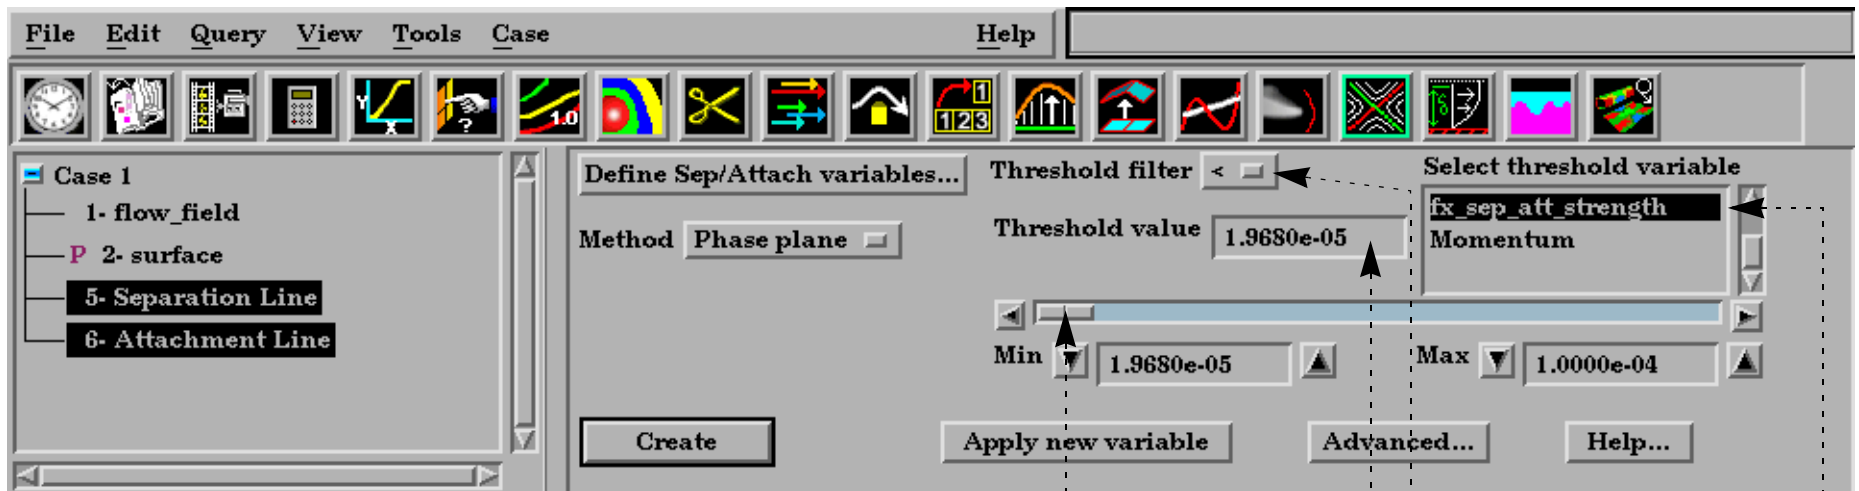 File Edit Query View Tools Case Help
Y X ? 1.0 1 123 δ
Case 1
1- flow_field
P 2- surface
5- Separation Line
6- Attachment Line
Define Sep/Attach variables...
Method Phase plane
Threshold filter <
Threshold value 1.9680e-05
Select threshold variable
fx_sep_att_strength
Momentum
Min 1.9680e-05 Max 1.0000e-04
Create Apply new variable Advanced... Help...